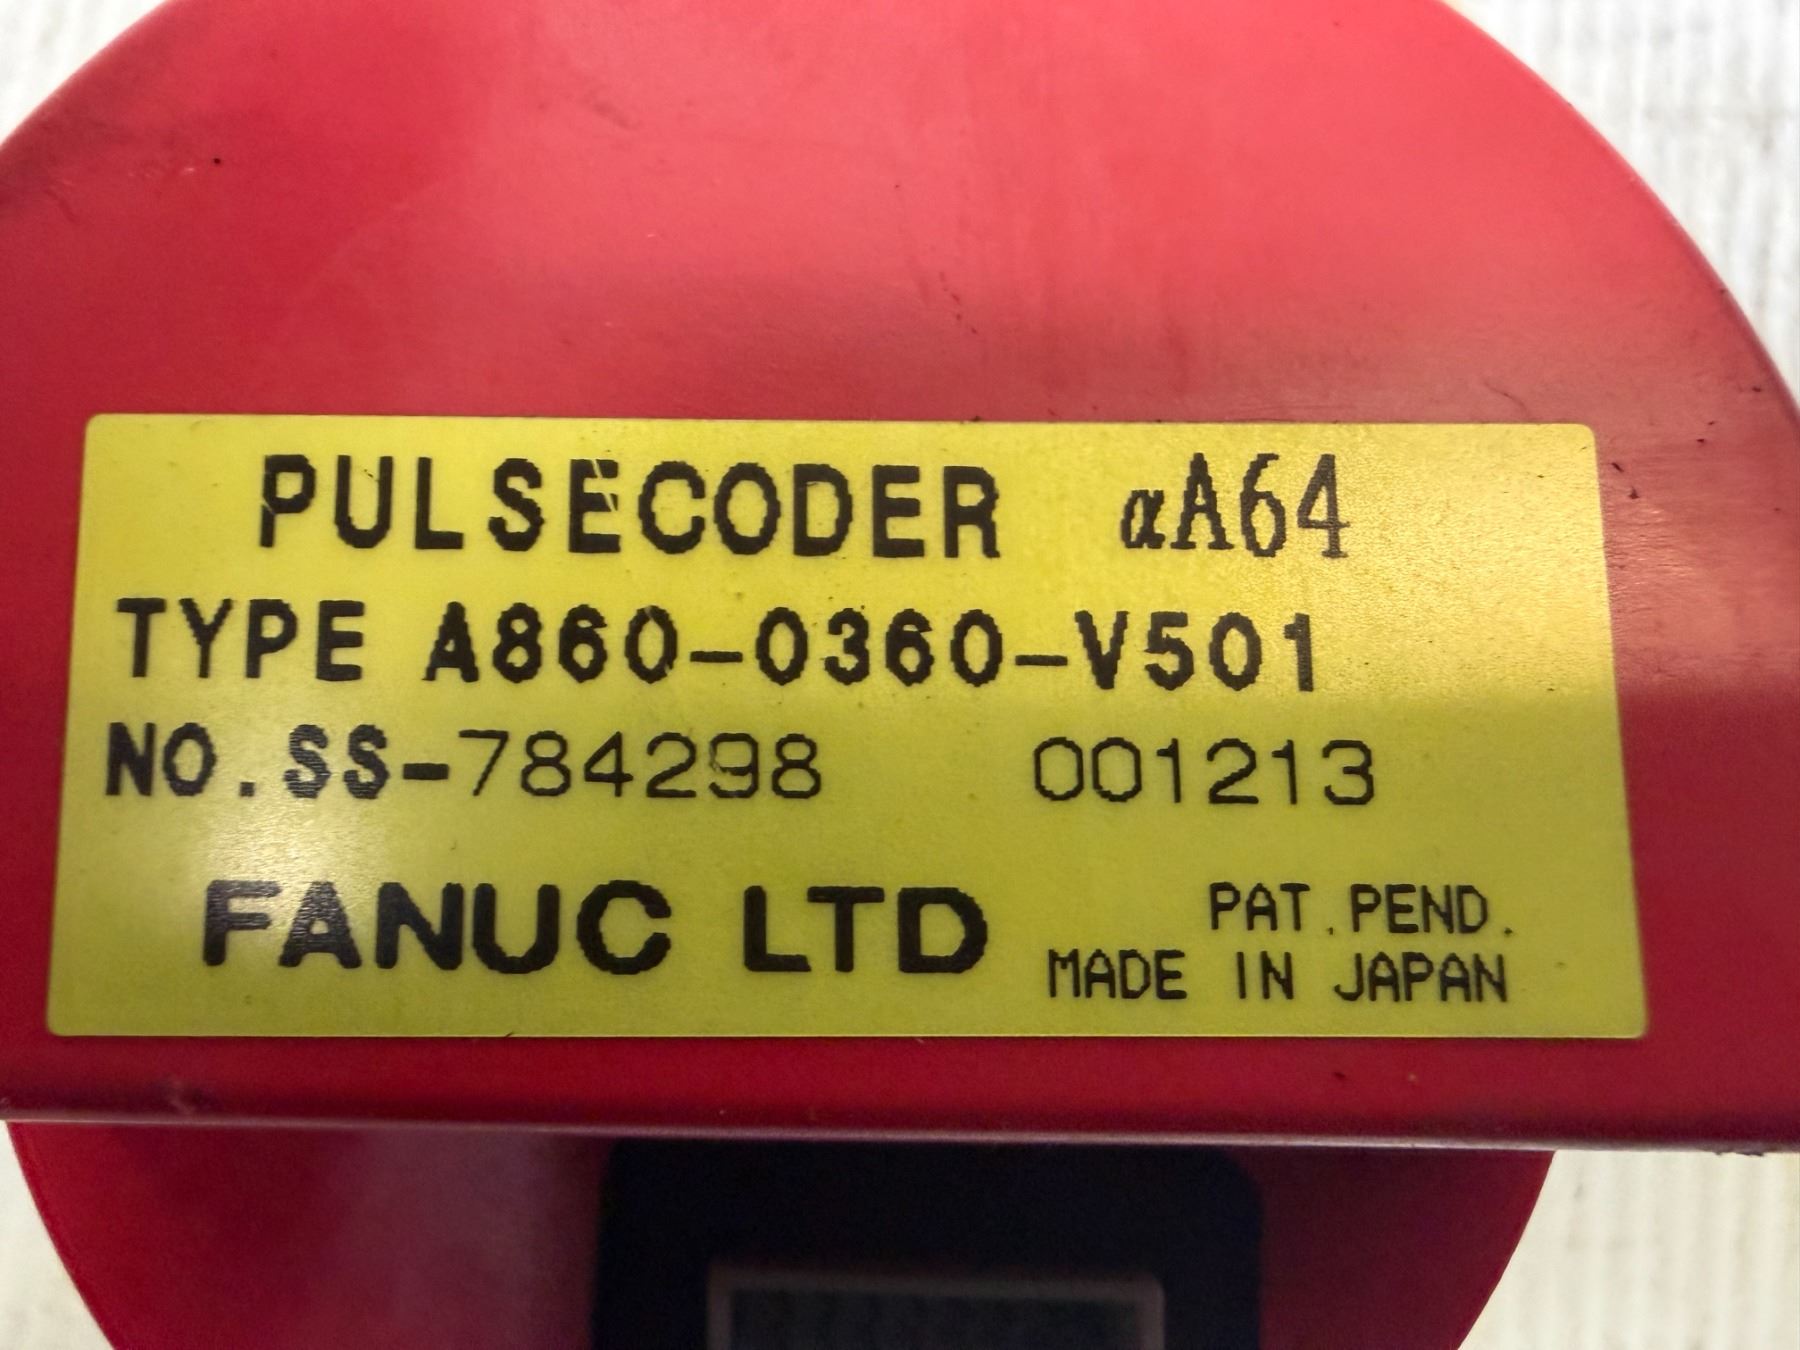 PULSECODER αA64
TYPE A860-0360-V501
NO.SS-784298 001213
FANUC LTD PAT.PEND.
MADE IN JAPAN